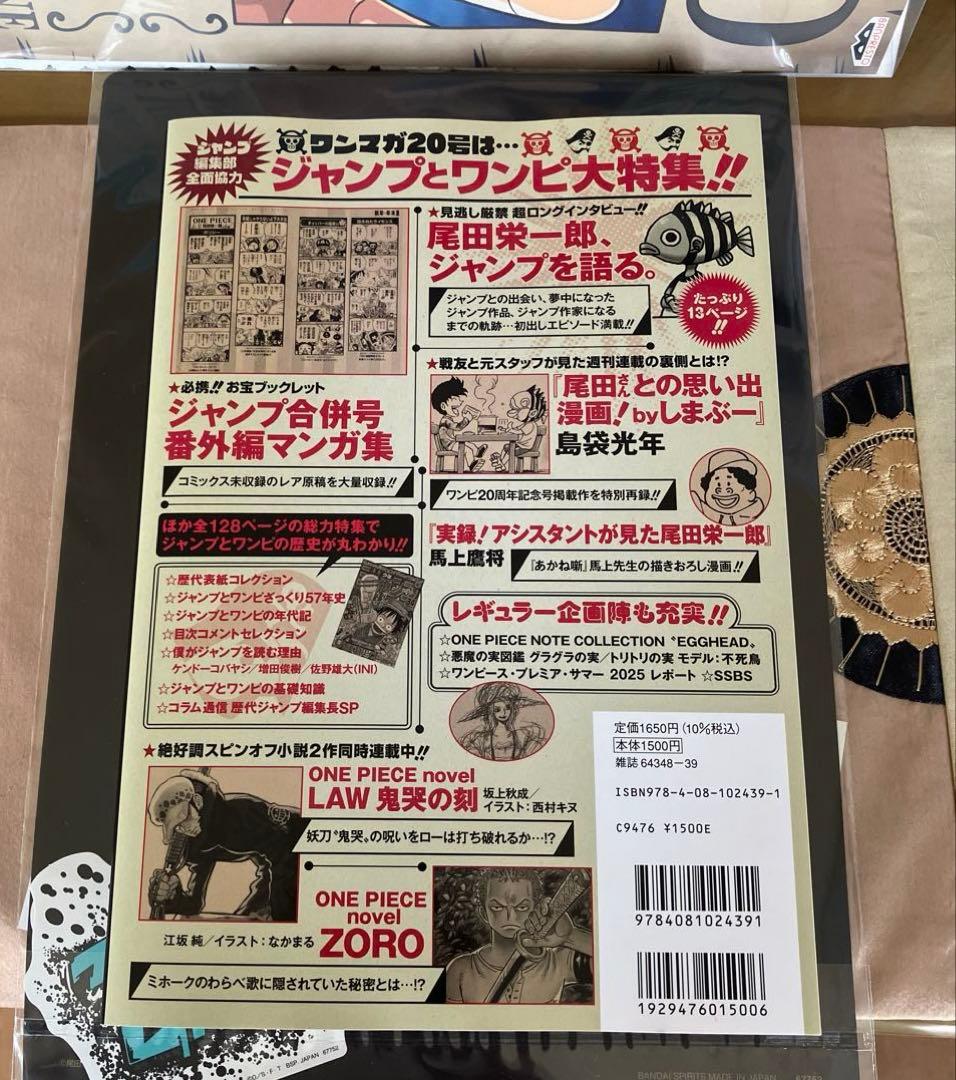 BANPRESTO
ジャンプ
編集部
全面協力
ワンマガ20号は…
ジャンプとワンピ大特集!!
ONE PIECE
★見逃し厳禁 超ロングインタビュー!!
尾田栄一郎、
ジャンプを語る。
ジャンプとの出会い、夢中になった
ジャンプ作品、ジャンプ作家になる
までの軌跡…初出しエピソード満載!!
たっぷり
13ページ
!!
★必携!! お宝ブックレット
ジャンプ合併号
番外編マンガ集
コミックス未収録のレア原稿を大量収録!!
★戦友と元スタッフが見た週刊連載の裏側とは!?
『尾田さんとの思い出
漫画!byしまぶー』
島袋光年
ワンピ20周年記念号掲載作を特別再録!!
『実録!アシスタントが見た尾田栄一郎』
馬上鷹将
『あかね噺』馬上先生の描きおろし漫画!!
ほか全128ページの総力特集で
ジャンプとワンピの歴史が丸わかり!!
☆歴代表紙コレクション
☆ジャンプとワンピざっくり57年史
☆ジャンプとワンピの年代記
☆目次コメントセレクション
☆僕がジャンプを読む理由
ケンドーコバヤシ/増田俊樹/佐野雄大(INI)
☆ジャンプとワンピの基礎知識
☆コラム通信 歴代ジャンプ編集長SP
レギュラー企画陣も充実!!
☆ONE PIECE NOTE COLLECTION 〝EGGHEAD〟
☆悪魔の実図鑑 グラグラの実/トリトリの実 モデル:不死鳥
☆ワンピース・プレミア・サマー 2025 レポート ☆SSBS
★絶好調スピンオフ小説2作同時連載中!!
ONE PIECE novel
LAW 鬼哭の刻
坂上秋成/
イラスト:西村キヌ
妖刀〝鬼哭〟の呪いをローは打ち破れるか…!?
ONE PIECE
novel
ZORO
江坂 純/イラスト:なかまる
ミホークのわらべ歌に隠されていた秘密とは…!?
定価1650円(10%税込)
本体1500円
雑誌 64348-39
ISBN978-4-08-102439-1
C9476 ¥1500E
9784081024391
1929476015006
BANDAI SPIRITS MADE IN JAPAN
67752